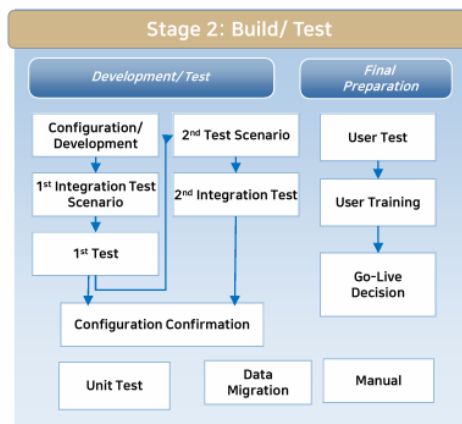 Stage 2: Build/ Test
Development/Test
Final
Preparation
Configuration/
Development
1st Integration Test
Scenario
1st Test
2nd Test Scenario
2nd Integration Test
Configuration Confirmation
User Test
User Training
Go-Live
Decision
Unit Test
Data
Migration
Manual